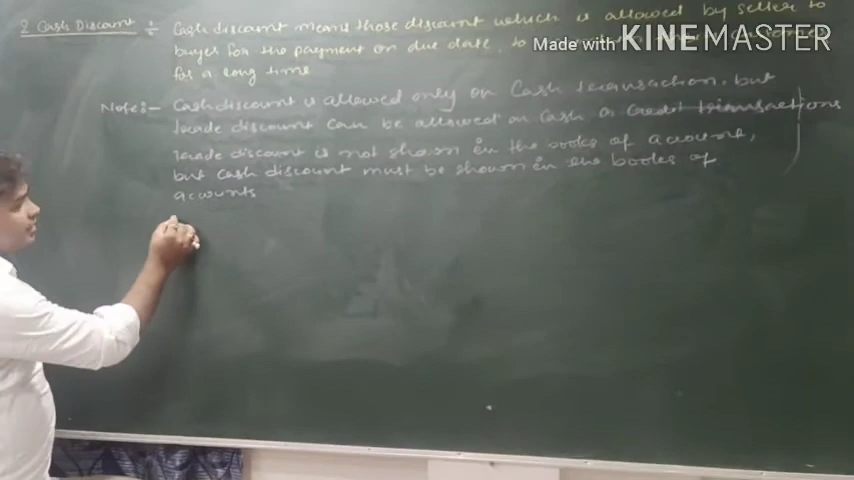 2 Cash Discount :- Cash discount means those discount which is allowed by seller to
buyer for the payment on due date, to
for a long time
Made with KINEMASTER
Notes:- Cash discount is allowed only on Cash transaction, but
trade discount can be allowed on cash or credit transactions
trade discount is not shown in the books of account,
but cash discount must be shown in the books of
accounts